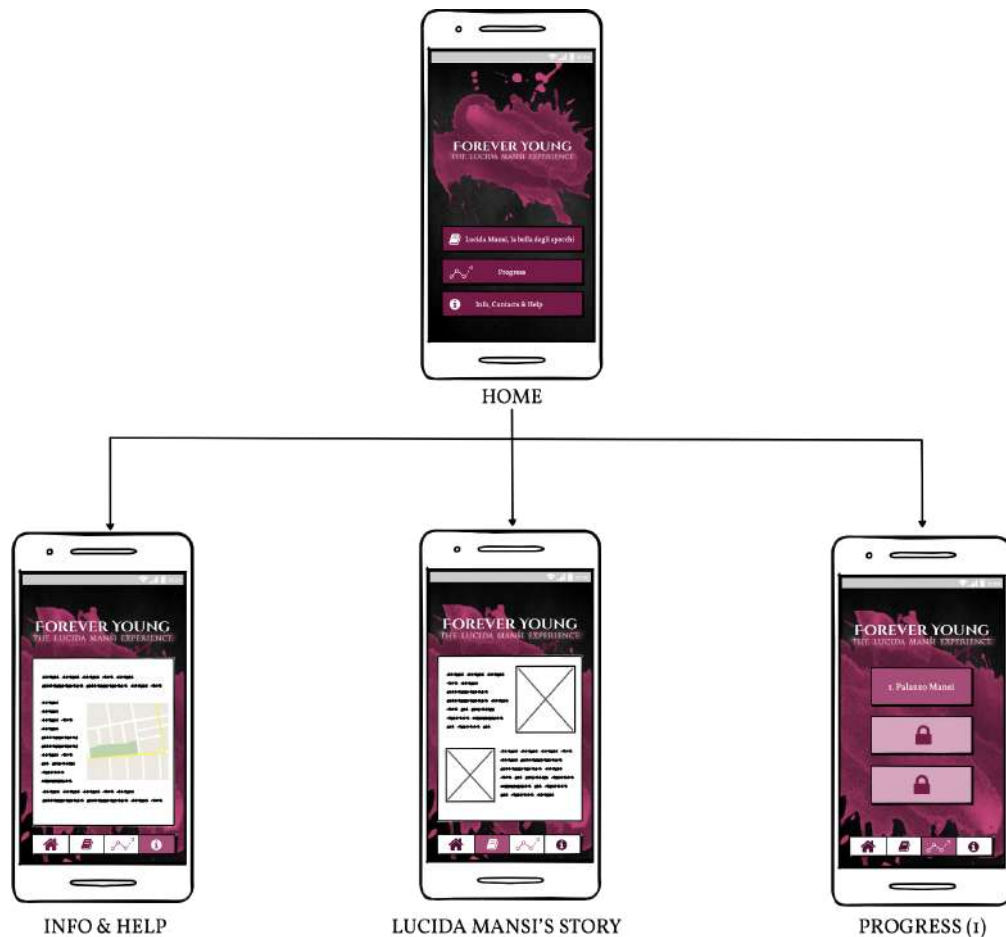 FOREVER YOUNG
THE LUCIDA MANSI EXPERIENCE
Lucida Mansi, la bella degli specchi
Progress
Info, Contacts & Help
HOME
FOREVER YOUNG
THE LUCIDA MANSI EXPERIENCE
INFO & HELP
FOREVER YOUNG
THE LUCIDA MANSI EXPERIENCE
LUCIDA MANSI'S STORY
FOREVER YOUNG
THE LUCIDA MANSI EXPERIENCE
1. Palazzo Mansi
PROGRESS (1)